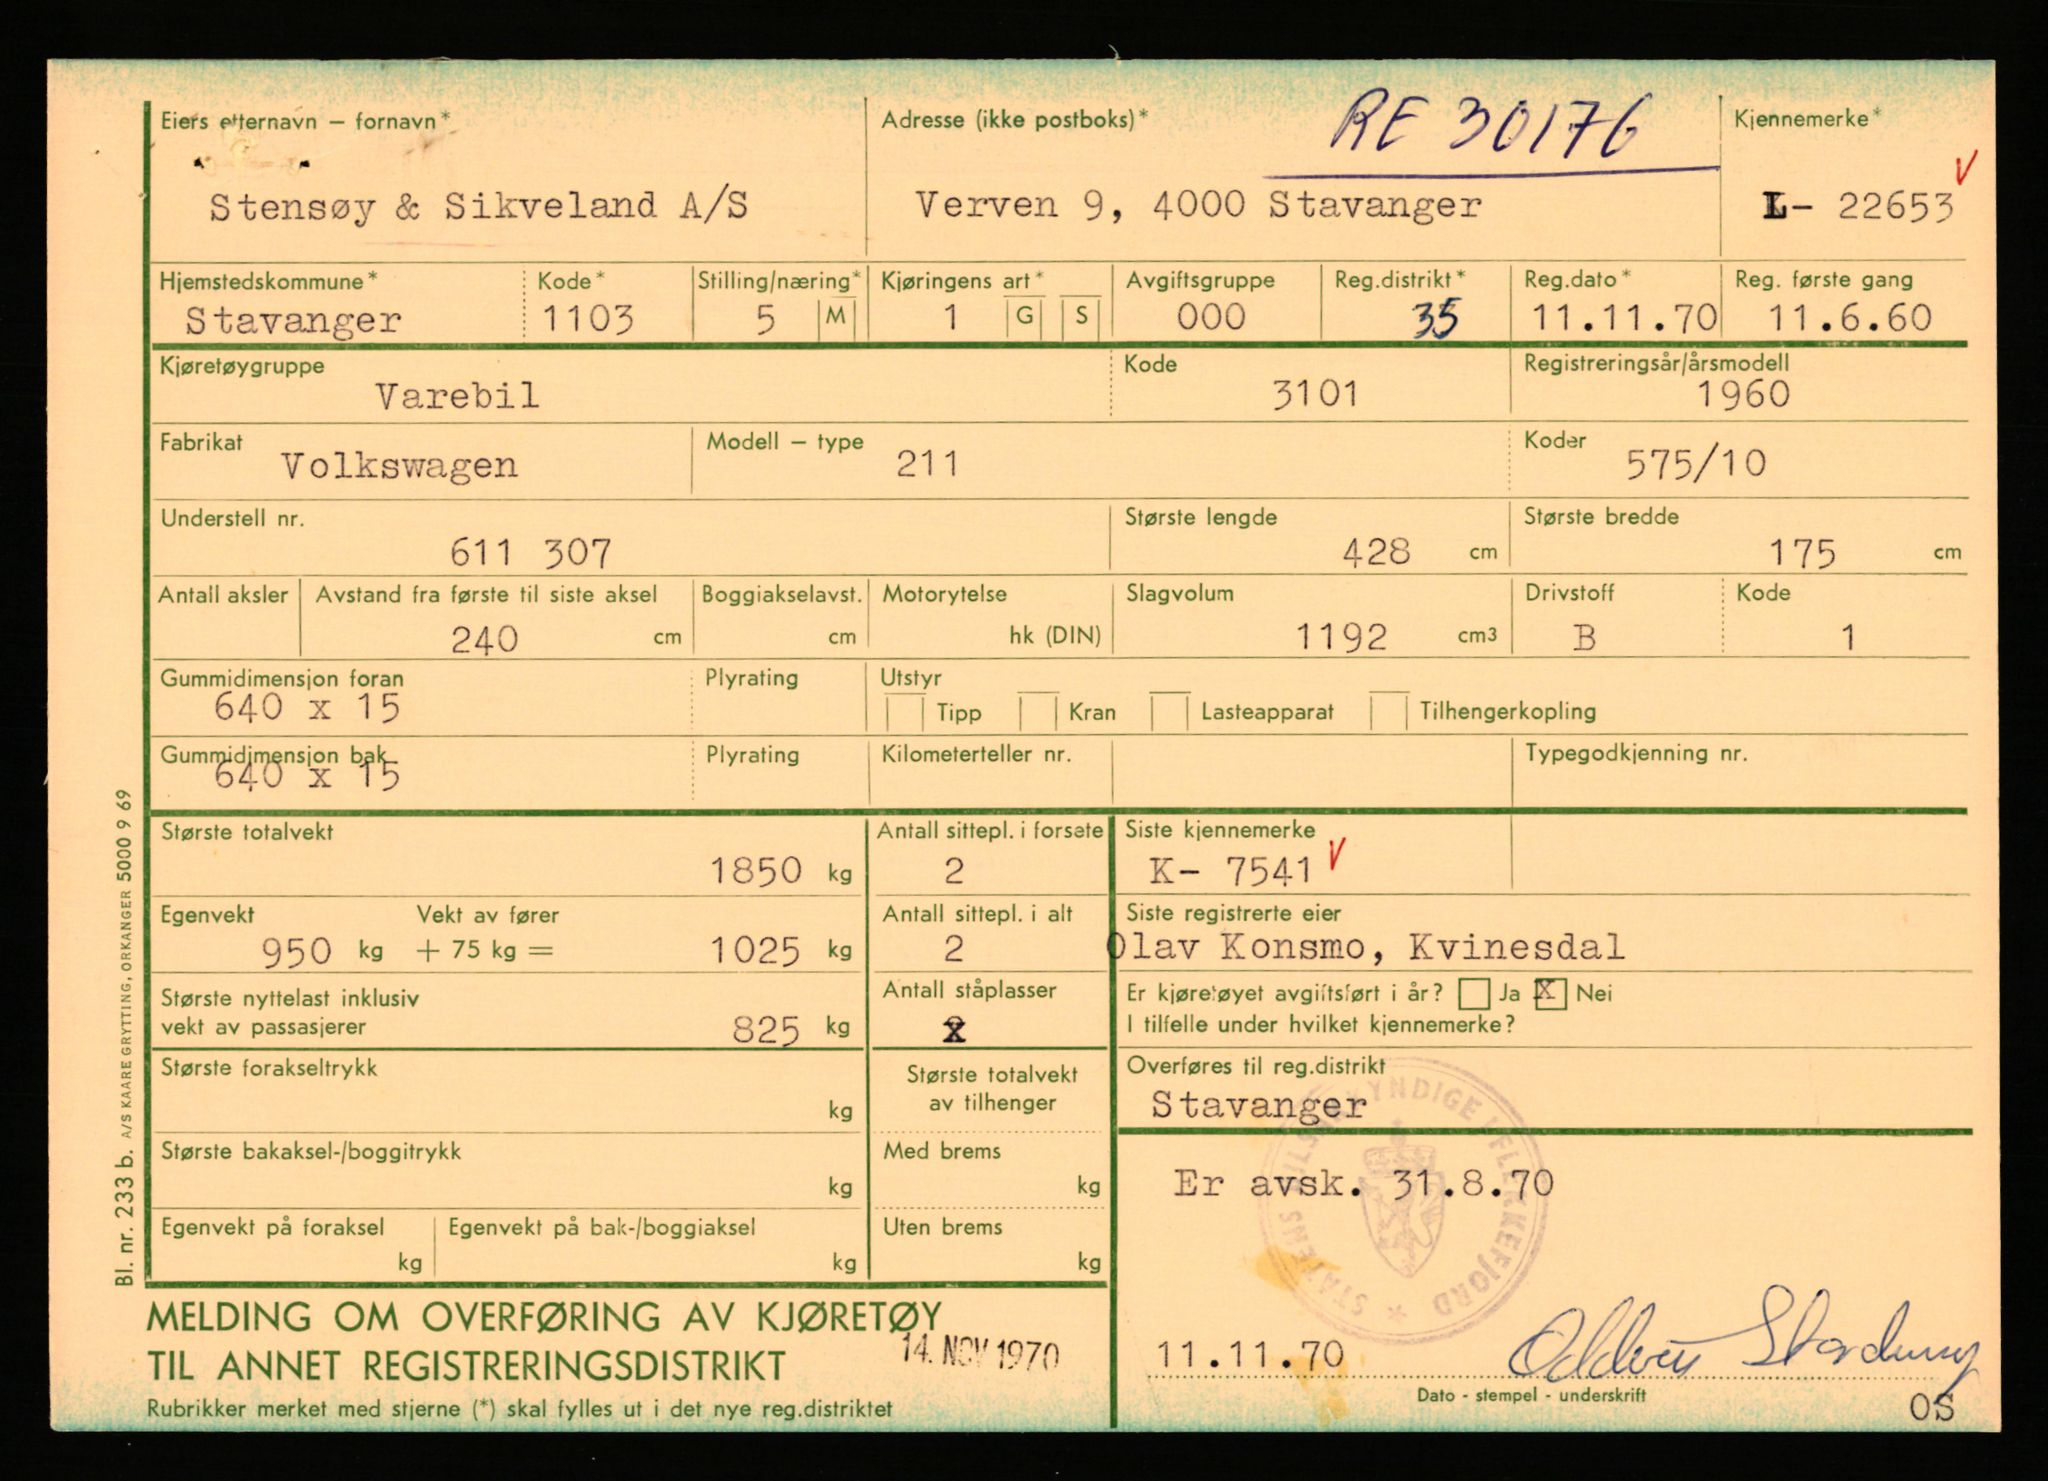 Eiers etternavn – fornavn*
Stensøy & Sikveland A/S
Adresse (ikke postboks)*
RE 30176
Verven 9, 4000 Stavanger
Kjennemerke*
L- 22653 V
Hjemstedskommune* Kode* Stilling/næring* Kjøringens art* Avgiftsgruppe Reg.distrikt* Reg.dato* Reg. første gang
Stavanger 1103 5 M 1 G S 000 35 11.11.70 11.6.60
Kjøretøygruppe Kode Registreringsår/årsmodell
Varebil 3101 1960
Fabrikat Modell – type Koder
Volkswagen 211 575/10
Understell nr. Største lengde Største bredde
611 307 428 cm 175 cm
Antall aksler Avstand fra første til siste aksel Boggiakselavst. Motorytelse Slagvolum Drivstoff Kode
240 cm cm hk (DIN) 1192 cm3 B 1
Gummidimensjon foran Plyrating Utstyr
640 x 15 Tipp Kran Lasteapparat Tilhengerkopling
Gummidimensjon bak Plyrating Kilometerteller nr. Typegodkjenning nr.
640 x 15
Største totalvekt
1850 kg
Egenvekt Vekt av fører
950 kg + 75 kg = 1025 kg
Største nyttelast inklusiv
vekt av passasjerer 825 kg
Største forakseltrykk
kg
Største bakaksel-/boggitrykk
kg
Egenvekt på foraksel Egenvekt på bak-/boggiaksel
kg kg
Antall sittepl. i forsete
2
Antall sittepl. i alt
2
Antall ståplasser
x
Største totalvekt
av tilhenger
Med brems
kg
Uten brems
kg
Siste kjennemerke
K- 7541 V
Siste registrerte eier
Olav Konsmo, Kvinesdal
Er kjøretøyet avgiftsført i år? Ja X Nei
I tilfelle under hvilket kjennemerke?
Overføres til reg.distrikt
Stavanger
Er avsk. 31.8.70
STATENS BILSAKKYNDIGE I FLEKKEFJORD *
11.11.70
Dato - stempel - underskrift
OS
MELDING OM OVERFØRING AV KJØRETØY
TIL ANNET REGISTRERINGSDISTRIKT
14. NOV 1970
Rubrikker merket med stjerne (*) skal fylles ut i det nye reg.distriktet
Bl. nr. 233 b. A/S KAARE GRYTTING, ORKANGER 5000 9 69